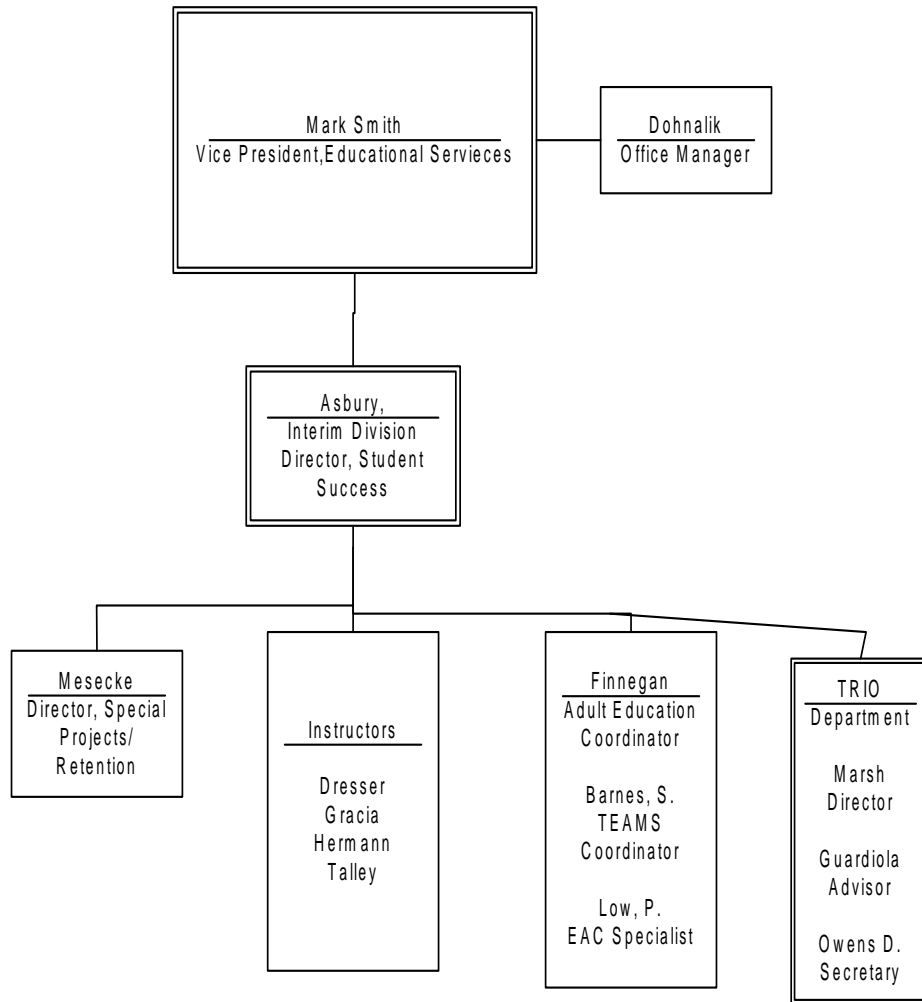 Mark Smith
Vice President,Educational Servieces
Dohnalik
Office Manager
Asbury,
Interim Division
Director, Student
Success
Mesecke
Director, Special
Projects/
Retention
Instructors
Dresser
Gracia
Hermann
Talley
Finnegan
Adult Education
Coordinator
Barnes, S.
TEAMS
Coordinator
Low, P.
EAC Specialist
TRIO
Department
Marsh
Director
Guardiola
Advisor
Owens D.
Secretary